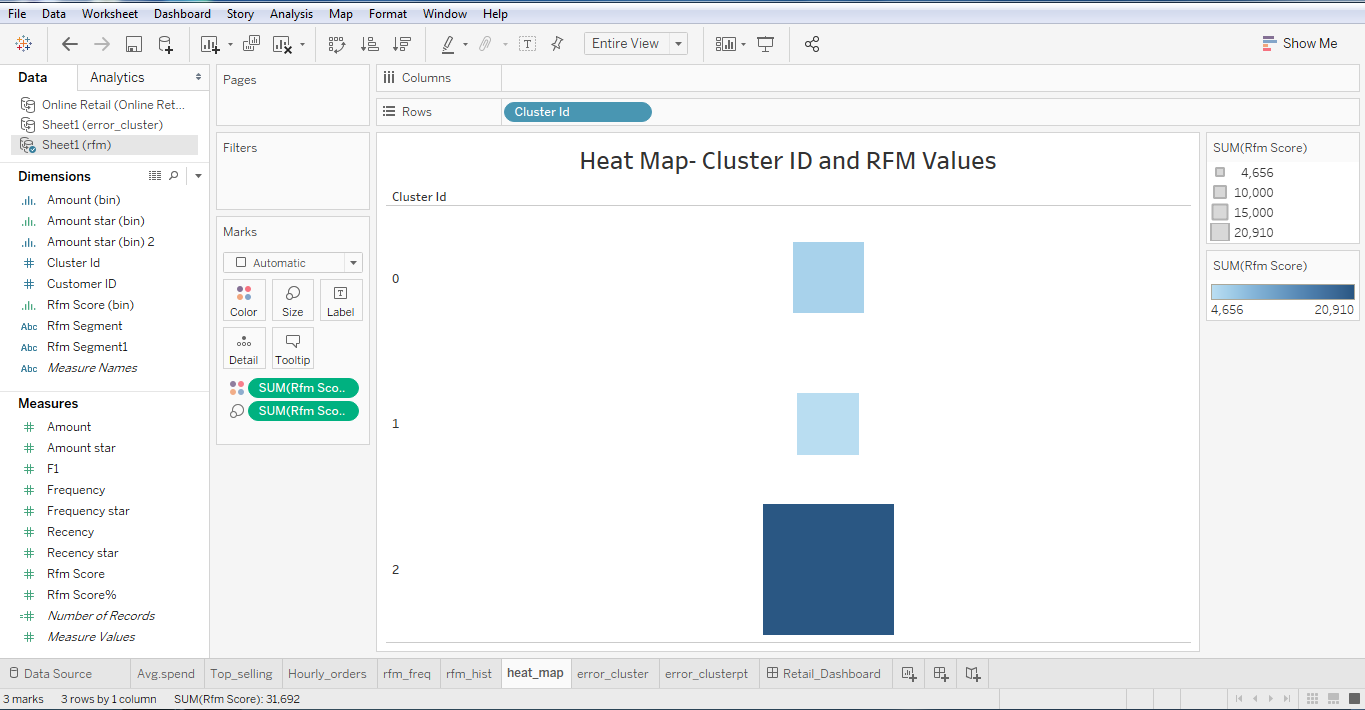 File Data Worksheet Dashboard Story Analysis Map Format Window Help
Entire View
Show Me
Data Analytics
Online Retail (Online Ret...
Sheet1 (error_cluster)
Sheet1 (rfm)
Dimensions
Amount (bin)
Amount star (bin)
Amount star (bin) 2
Cluster Id
Customer ID
Rfm Score (bin)
Abc Rfm Segment
Abc Rfm Segment1
Abc Measure Names
Measures
Amount
Amount star
F1
Frequency
Frequency star
Recency
Recency star
Rfm Score
Rfm Score%
Number of Records
Measure Values
Pages
Filters
Marks
Automatic
Color Size Label
Detail Tooltip
SUM(Rfm Sco..
SUM(Rfm Sco..
Columns
Rows Cluster Id
Heat Map- Cluster ID and RFM Values
Cluster Id
0
1
2
SUM(Rfm Score)
4,656
10,000
15,000
20,910
SUM(Rfm Score)
4,656 20,910
Data Source Avg.spend Top_selling Hourly_orders rfm_freq rfm_hist heat_map error_cluster error_clusterpt Retail_Dashboard
3 marks 3 rows by 1 column SUM(Rfm Score): 31,692